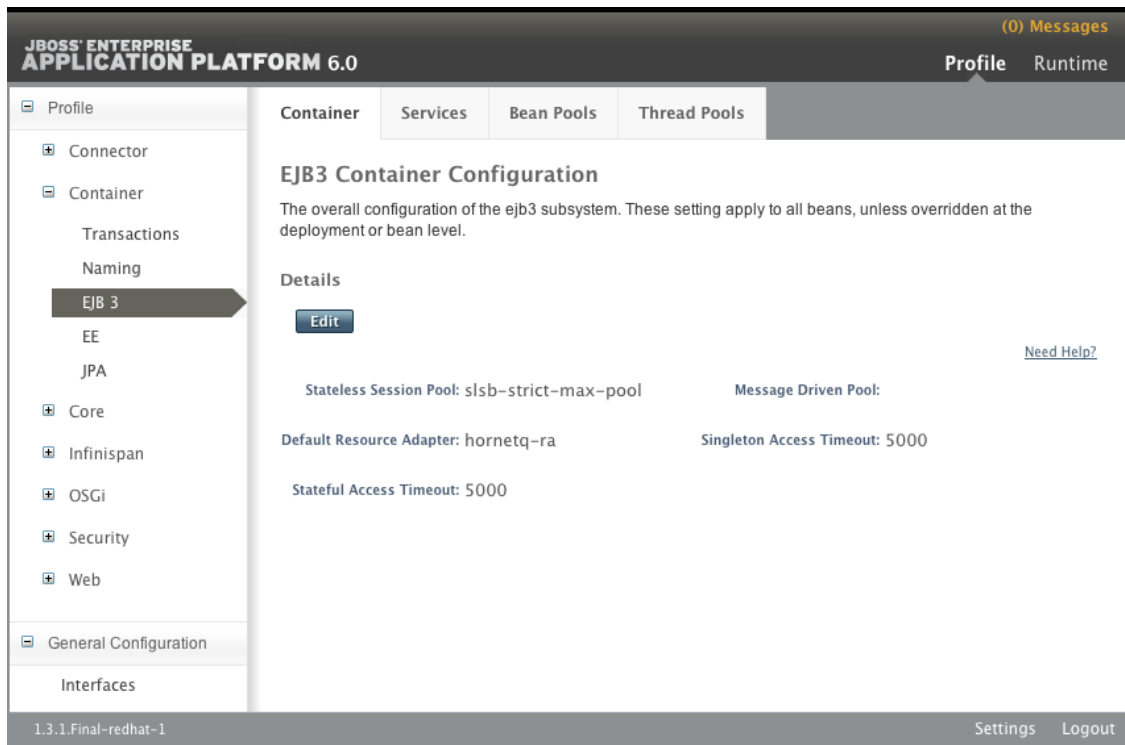 (0) Messages
JBOSS' ENTERPRISE
APPLICATION PLATFORM 6.0
Profile Runtime
Profile
Connector
Container
Transactions
Naming
EJB 3
EE
JPA
Core
Infinispan
OSGi
Security
Web
General Configuration
Interfaces
Container Services Bean Pools Thread Pools
EJB3 Container Configuration
The overall configuration of the ejb3 subsystem. These setting apply to all beans, unless overridden at the
deployment or bean level.
Details
Edit
Need Help?
Stateless Session Pool: slsb-strict-max-pool Message Driven Pool:
Default Resource Adapter: hornetq-ra Singleton Access Timeout: 5000
Stateful Access Timeout: 5000
1.3.1.Final-redhat-1 Settings Logout